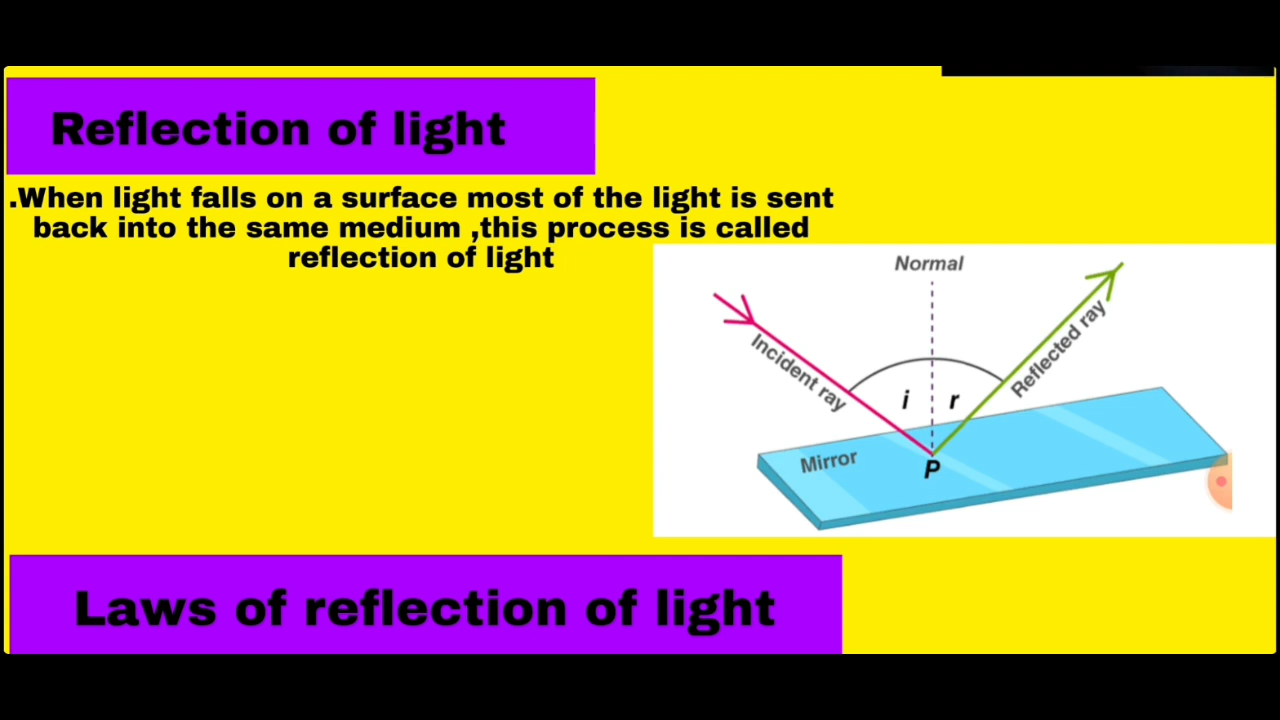 Reflection of light
.When light falls on a surface most of the light is sent
back into the same medium ,this process is called
reflection of light
Normal
Incident ray
Reflected ray
i
r
Mirror
P
Laws of reflection of light